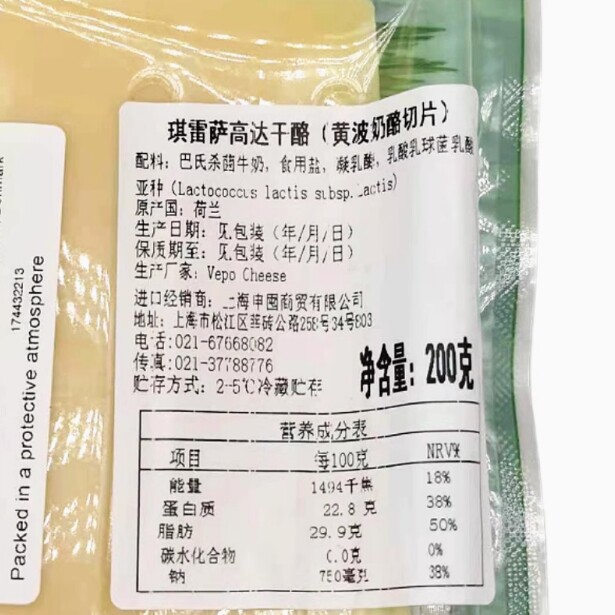 琪雷萨高达干酪（黄波奶酪切片）
配料：巴氏杀菌牛奶，食用盐，凝乳酶，乳酸乳球菌乳酸
亚种（Lactococcus lactis subsp. lactis）
原产国：荷兰
生产日期：见包装（年/月/日）
保质期至：见包装（年/月/日）
生产厂家：Vepo Cheese
进口经销商：上海申囤商贸有限公司
地址：上海市松江区莘砖公路258号34号803
电话:021-67668082
传真:021-37788776
贮存方式：2-5℃冷藏贮存
净含量：200克
营养成分表
项目 每100克 NRV%
能量 1494千焦 18%
蛋白质 22.8 克 38%
脂肪 29.9克 50%
碳水化合物 0.0克 0%
钠 750毫克 38%
174432213
Packed in a protective atmosphere